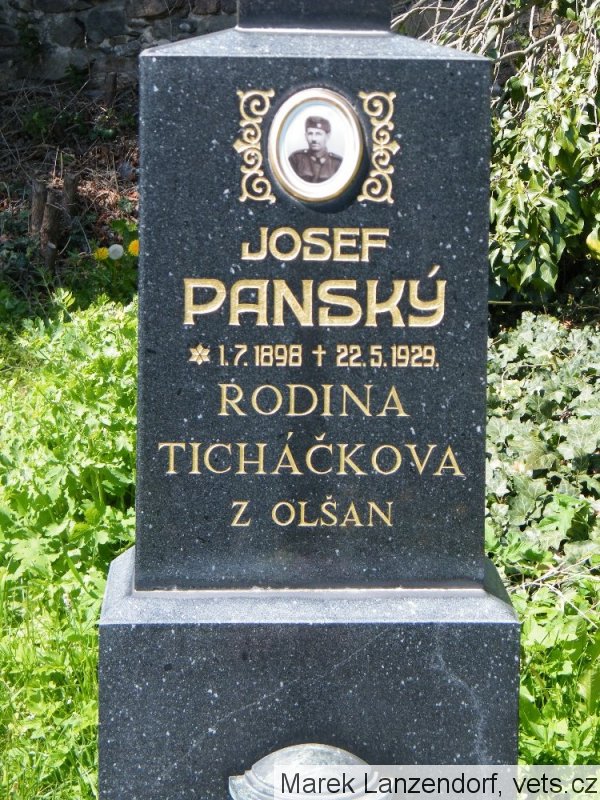 JOSEF
PANSKÝ
* 1.7.1898 † 22.5.1929.
RODINA
TICHÁČKOVA
Z OLŠAN
Marek Lanzendorf, vets.cz